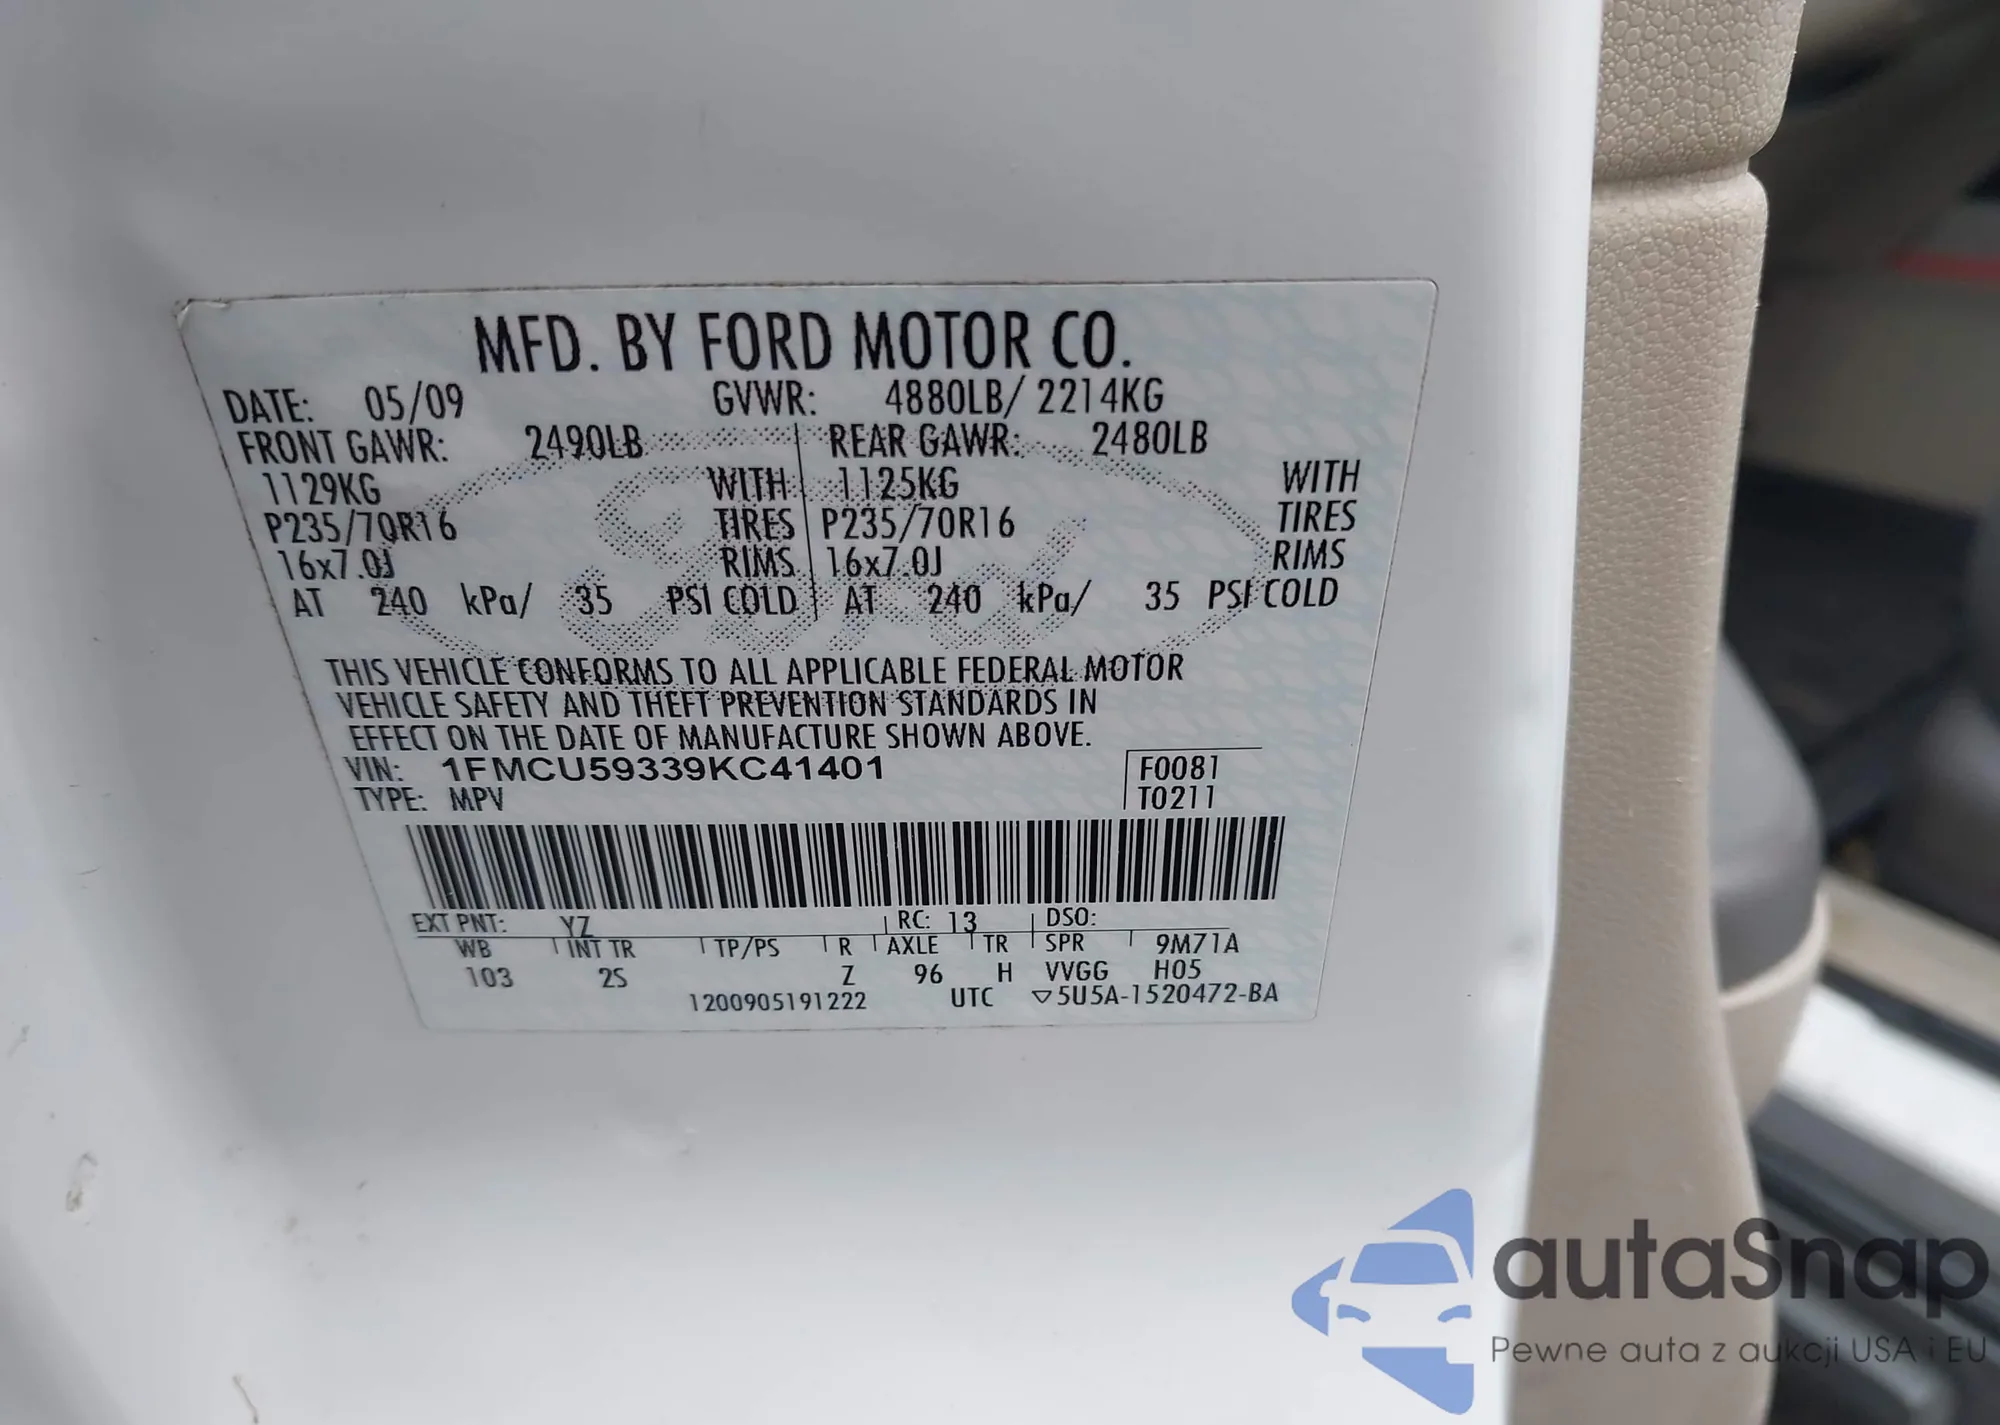 MFD. BY FORD MOTOR CO.
DATE: 05/09 GVWR: 4880LB/ 2214KG
FRONT GAWR: 2490LB REAR GAWR: 2480LB
1129KG WITH 1125KG WITH
P235/70R16 TIRES P235/70R16 TIRES
16x7.0J RIMS 16x7.0J RIMS
AT 240 kPa/ 35 PSI COLD AT 240 kPa/ 35 PSI COLD
THIS VEHICLE CONFORMS TO ALL APPLICABLE FEDERAL MOTOR
VEHICLE SAFETY AND THEFT PREVENTION STANDARDS IN
EFFECT ON THE DATE OF MANUFACTURE SHOWN ABOVE.
VIN: 1FMCU59339KC41401 F0081
TYPE: MPV T0211
EXT PNT: YZ RC: 13 DSO:
WB INT TR TP/PS R AXLE TR SPR 9M71A
103 2S Z 96 H VVGG H05
1200905191222 UTC ▽5U5A-1520472-BA
Ford
autaSnap
Pewne auta z aukcji USA i EU